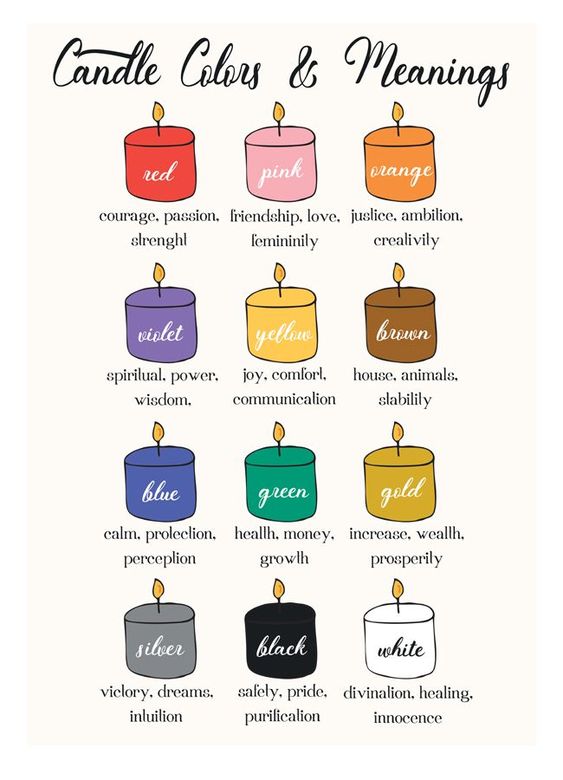 Candle Colors & Meanings
red
courage, passion,
strenght
pink
friendship, love,
femininity
orange
justice, ambition,
creativity
violet
spiritual, power,
wisdom,
yellow
joy, comfort,
communication
brown
house, animals,
stability
blue
calm, protection,
perception
green
health, money,
growth
gold
increase, wealth,
prosperity
silver
victory, dreams,
intuition
black
safety, pride,
purification
white
divination, healing,
innocence